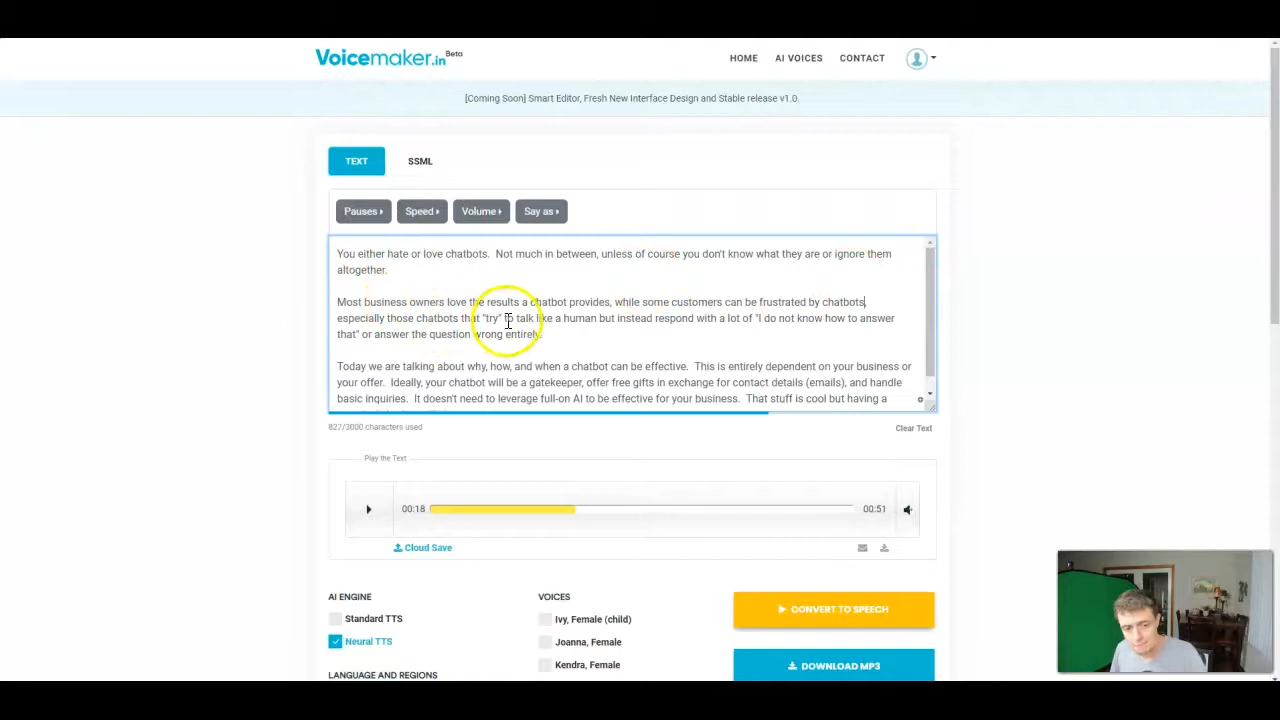 Voicemaker.in Beta
HOME AI VOICES CONTACT
[Coming Soon] Smart Editor, Fresh New Interface Design and Stable release v1.0.
TEXT SSML
Pauses Speed Volume Say as
You either hate or love chatbots. Not much in between, unless of course you don't know what they are or ignore them
altogether.
Most business owners love the results a chatbot provides, while some customers can be frustrated by chatbots,
especially those chatbots that "try" to talk like a human but instead respond with a lot of "I do not know how to answer
that" or answer the question wrong entirely.
Today we are talking about why, how, and when a chatbot can be effective. This is entirely dependent on your business or
your offer. Ideally, your chatbot will be a gatekeeper, offer free gifts in exchange for contact details (emails), and handle
basic inquiries. It doesn't need to leverage full-on AI to be effective for your business. That stuff is cool but having a
827/3000 characters used Clear Text
Play the Text
00:18 00:51
Cloud Save
AI ENGINE
Standard TTS
Neural TTS
LANGUAGE AND REGIONS
VOICES
Ivy, Female (child)
Joanna, Female
Kendra, Female
CONVERT TO SPEECH
DOWNLOAD MP3